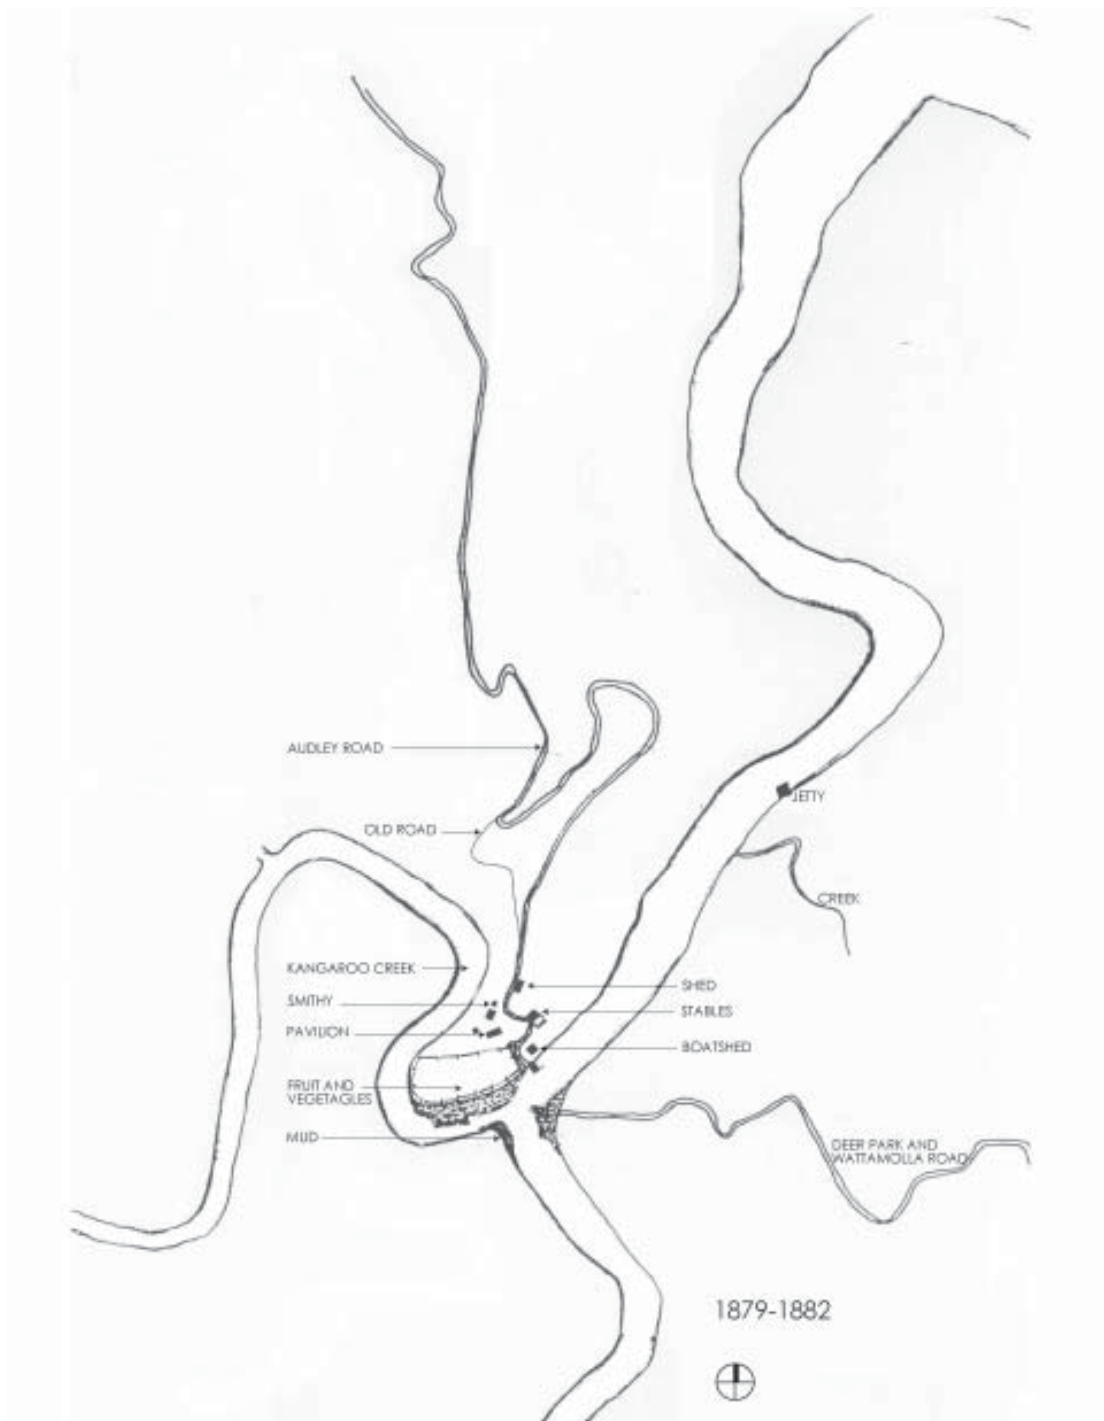 AUDLEY ROAD
JETTY
OLD ROAD
CREEK
KANGAROO CREEK
SHED
SMITHY
STABLES
PAVILION
BOATSHED
FRUIT AND
VEGETAGLES
MUD
DEER PARK AND
WATTAMOLLA ROAD
1879-1882